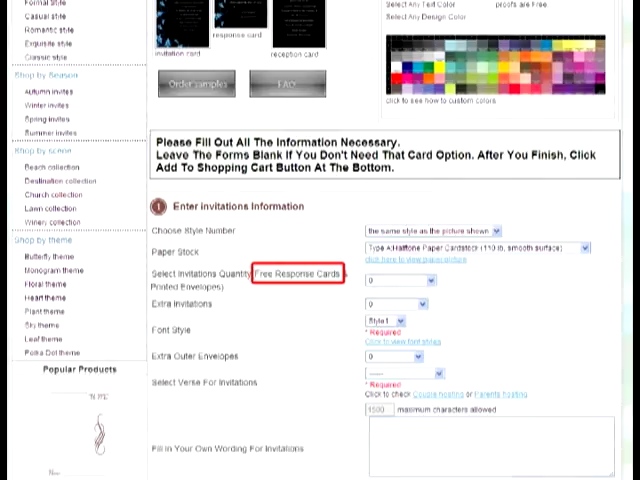 Formal Style
Casual style
Romantic style
Exquisite style
Classic style
Shop by Season
Autumn invites
Winter invites
Spring invites
Summer invites
Shop by scene
Beach collection
Destination collection
Church collection
Lawn collection
Winery collection
Shop by theme
Butterfly theme
Monogram theme
Floral theme
Heart theme
Plant theme
Sky theme
Leaf theme
Polka Dot theme
Popular Products
invitation card
response card
reception card
Order samples
FAQ
Select Any Text Color
proofs are Free
Select Any Design Color
click to see how to custom colors
Please Fill Out All The Information Necessary.
Leave The Forms Blank If You Don't Need That Card Option. After You Finish, Click
Add To Shopping Cart Button At The Bottom.
1 Enter invitations Information
Choose Style Number
the same style as the picture shown
Paper Stock
Type A:Halftone Paper Cardstock (110 lb, smooth surface)
click here to view paper picture
Select Invitations Quantity Free Response Cards &
Printed Envelopes)
0
Extra Invitations
0
Font Style
Style1
* Required
Click to view font styles
Extra Outer Envelopes
0
Select Verse For Invitations
------
* Required
Click to check Couple hosting or Parents hosting
1500 maximum characters allowed
Fill in Your Own Wording For Invitations